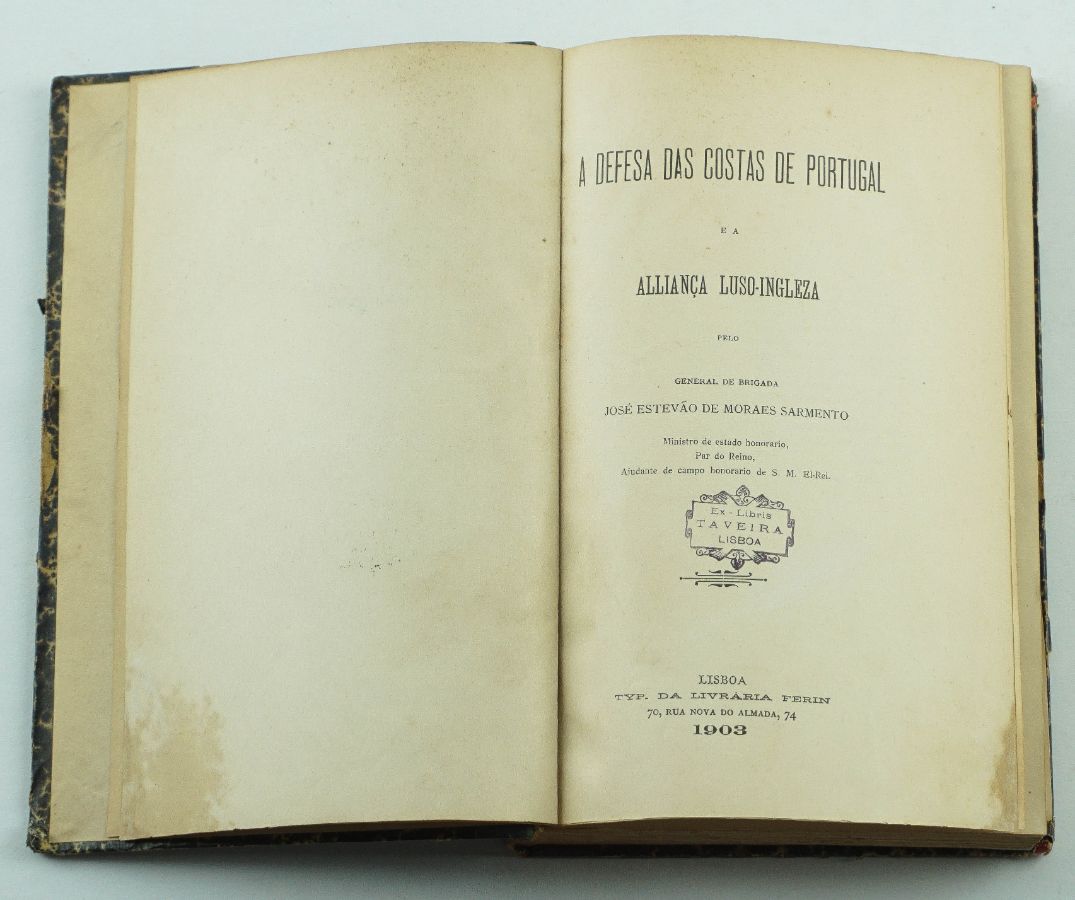 A DEFESA DAS COSTAS DE PORTUGAL
E A
ALLIANÇA LUSO-INGLEZA
PELO
GENERAL DE BRIGADA
JOSÉ ESTEVÃO DE MORAES SARMENTO
Ministro de estado honorario,
Par do Reino,
Ajudante de campo honorario de S. M. El-Rei.
Ex-Libris
TAVEIRA
LISBOA
LISBOA
TYP. DA LIVRARIA FERIN
70, RUA NOVA DO ALMADA, 74
1903